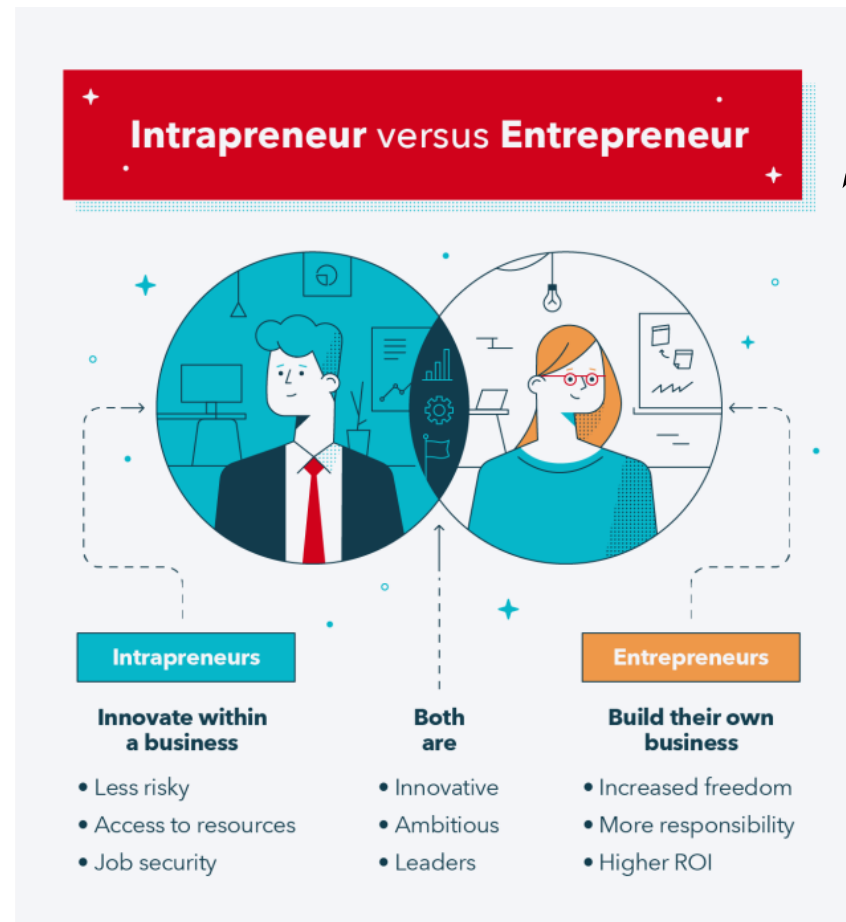 Intrapreneur versus Entrepreneur
Intrapreneurs
Innovate within
a business
• Less risky
• Access to resources
• Job security
Both
are
• Innovative
• Ambitious
• Leaders
Entrepreneurs
Build their own
business
• Increased freedom
• More responsibility
• Higher ROI